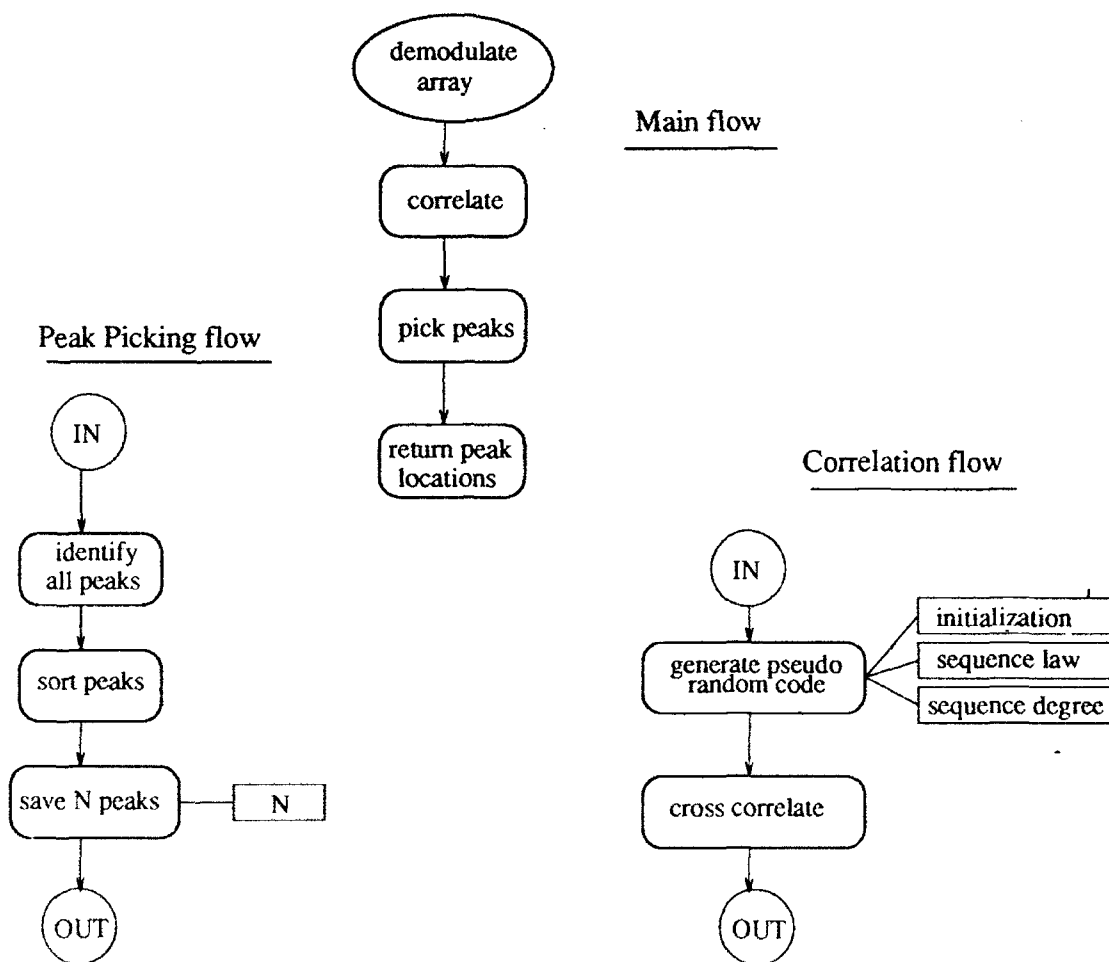 demodulate
array
Main flow
correlate
pick peaks
return peak
locations
Peak Picking flow
IN
identify
all peaks
sort peaks
save N peaks
N
OUT
Correlation flow
IN
generate pseudo
random code
initialization
sequence law
sequence degree
cross correlate
OUT